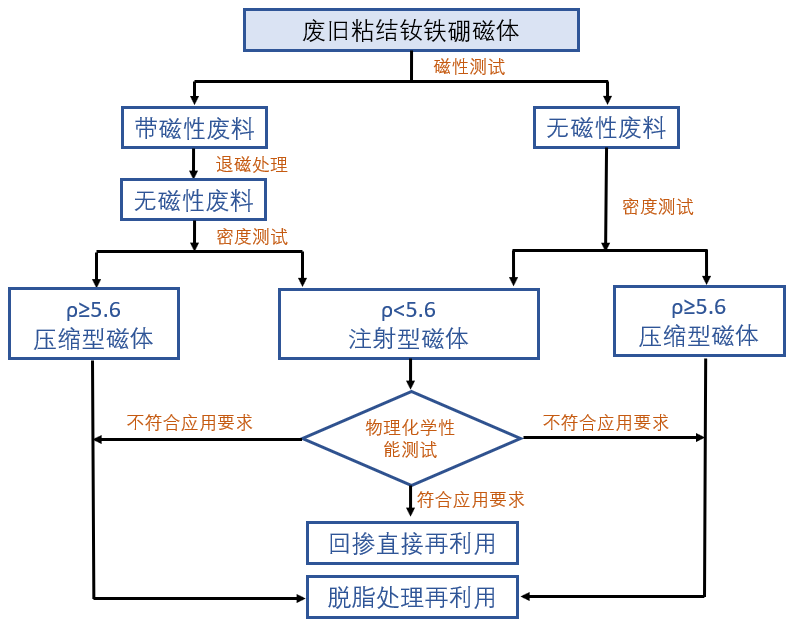 废旧粘结钕铁硼磁体
磁性测试
带磁性废料
无磁性废料
退磁处理
无磁性废料
密度测试
密度测试
ρ≥5.6
压缩型磁体
ρ<5.6
注射型磁体
ρ≥5.6
压缩型磁体
不符合应用要求
物理化学性
能测试
不符合应用要求
符合应用要求
回掺直接再利用
脱脂处理再利用